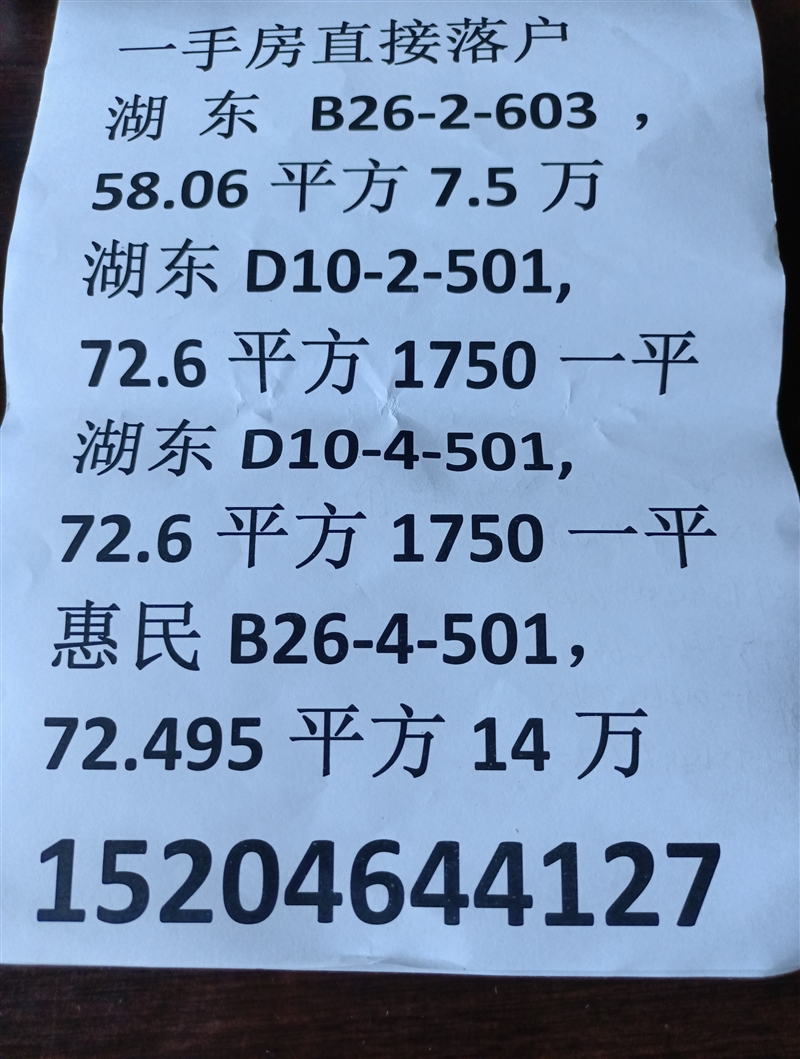 一手房直接落户
湖东 B26-2-603，
58.06 平方 7.5 万
湖东 D10-2-501,
72.6 平方 1750 一平
湖东 D10-4-501,
72.6 平方 1750 一平
惠民 B26-4-501，
72.495 平方 14 万
15204644127